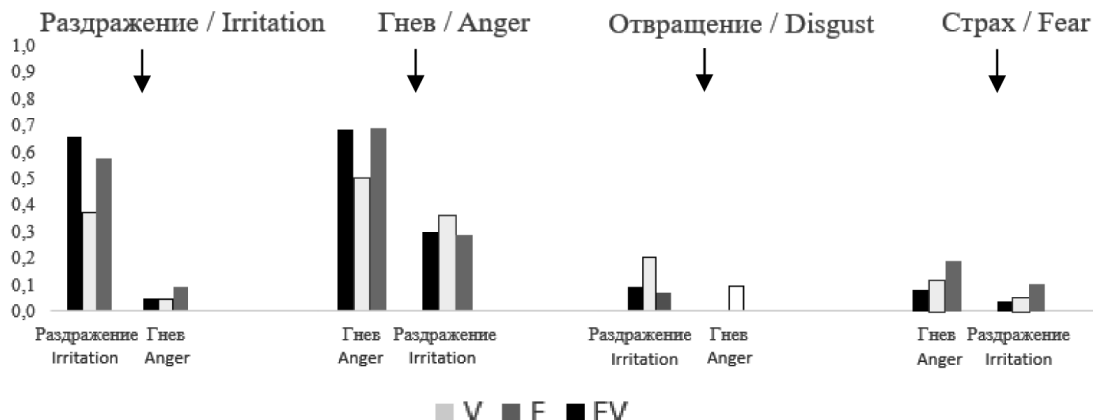 Раздражение / Irritation Гнев / Anger Отвращение / Disgust Страх / Fear
1,0
0,9
0,8
0,7
0,6
0,5
0,4
0,3
0,2
0,1
0,0
Раздражение Гнев Гнев Раздражение Раздражение Гнев Гнев Раздражение
Irritation Anger Anger Irritation Irritation Anger Anger Irritation
V F FV